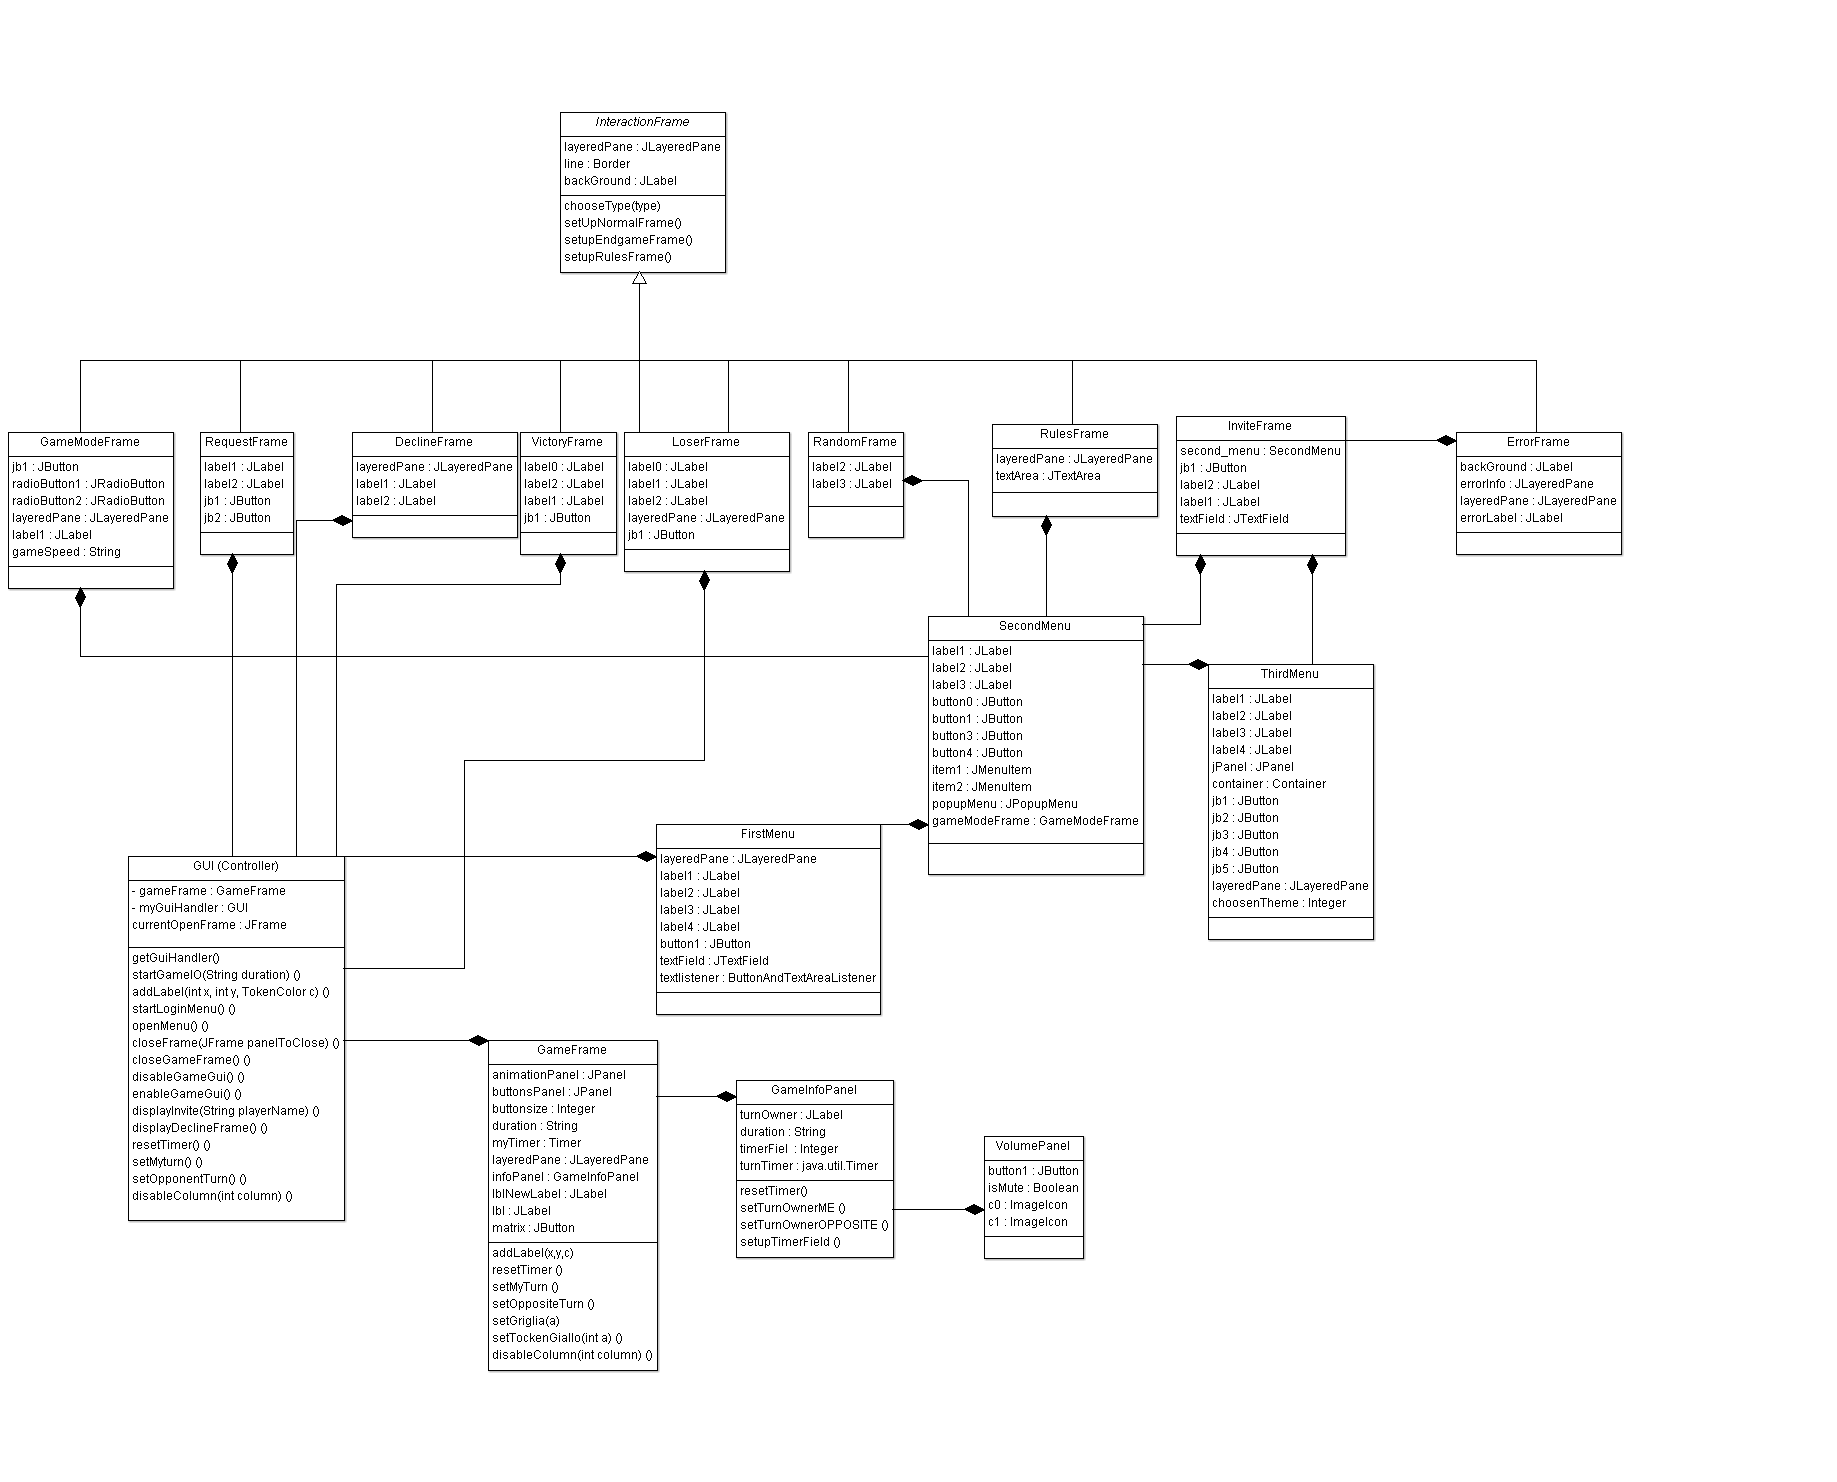 InteractionFrame
layeredPane : JLayeredPane
line : Border
backGround : JLabel
chooseType(type)
setUpNormalFrame()
setupEndgameFrame()
setupRulesFrame()
GameModeFrame
jb1 : JButton
radioButton1 : JRadioButton
radioButton2 : JRadioButton
layeredPane : JLayeredPane
label1 : JLabel
gameSpeed : String
RequestFrame
label1 : JLabel
label2 : JLabel
jb1 : JButton
jb2 : JButton
DeclineFrame
layeredPane : JLayeredPane
label1 : JLabel
label2 : JLabel
VictoryFrame
label0 : JLabel
label2 : JLabel
label1 : JLabel
jb1 : JButton
LoserFrame
label0 : JLabel
label1 : JLabel
label2 : JLabel
layeredPane : JLayeredPane
jb1 : JButton
RandomFrame
label2 : JLabel
label3 : JLabel
RulesFrame
layeredPane : JLayeredPane
textArea : JTextArea
InviteFrame
second_menu : SecondMenu
jb1 : JButton
label2 : JLabel
label1 : JLabel
textField : JTextField
ErrorFrame
backGround : JLabel
errorInfo : JLayeredPane
layeredPane : JLayeredPane
errorLabel : JLabel
SecondMenu
label1 : JLabel
label2 : JLabel
label3 : JLabel
button0 : JButton
button1 : JButton
button3 : JButton
button4 : JButton
item1 : JMenuItem
item2 : JMenuItem
popupMenu : JPopupMenu
gameModeFrame : GameModeFrame
ThirdMenu
label1 : JLabel
label2 : JLabel
label3 : JLabel
label4 : JLabel
jPanel : JPanel
container : Container
jb1 : JButton
jb2 : JButton
jb3 : JButton
jb4 : JButton
jb5 : JButton
layeredPane : JLayeredPane
choosenTheme : Integer
FirstMenu
layeredPane : JLayeredPane
label1 : JLabel
label2 : JLabel
label3 : JLabel
label4 : JLabel
button1 : JButton
textField : JTextField
textlistener : ButtonAndTextAreaListener
GUI (Controller)
- gameFrame : GameFrame
- myGuiHandler : GUI
currentOpenFrame : JFrame
getGuiHandler()
startGameIO(String duration) ()
addLabel(int x, int y, TokenColor c) ()
startLoginMenu() ()
openMenu() ()
closeFrame(JFrame panelToClose) ()
closeGameFrame() ()
disableGameGui() ()
enableGameGui() ()
displayInvite(String playerName) ()
displayDeclineFrame() ()
resetTimer() ()
setMyturn() ()
setOpponentTurn() ()
disableColumn(int column) ()
GameFrame
animationPanel : JPanel
buttonsPanel : JPanel
buttonsize : Integer
duration : String
myTimer : Timer
layeredPane : JLayeredPane
infoPanel : GameInfoPanel
lblNewLabel : JLabel
lbl : JLabel
matrix : JButton
addLabel(x,y,c)
resetTimer ()
setMyTurn ()
setOppositeTurn ()
setGriglia(a)
setTockenGiallo(int a) ()
disableColumn(int column) ()
GameInfoPanel
turnOwner : JLabel
duration : String
timerFiel : Integer
turnTimer : java.util.Timer
resetTimer()
setTurnOwnerME ()
setTurnOwnerOPPOSITE ()
setupTimerField ()
VolumePanel
button1 : JButton
isMute : Boolean
c0 : ImageIcon
c1 : ImageIcon